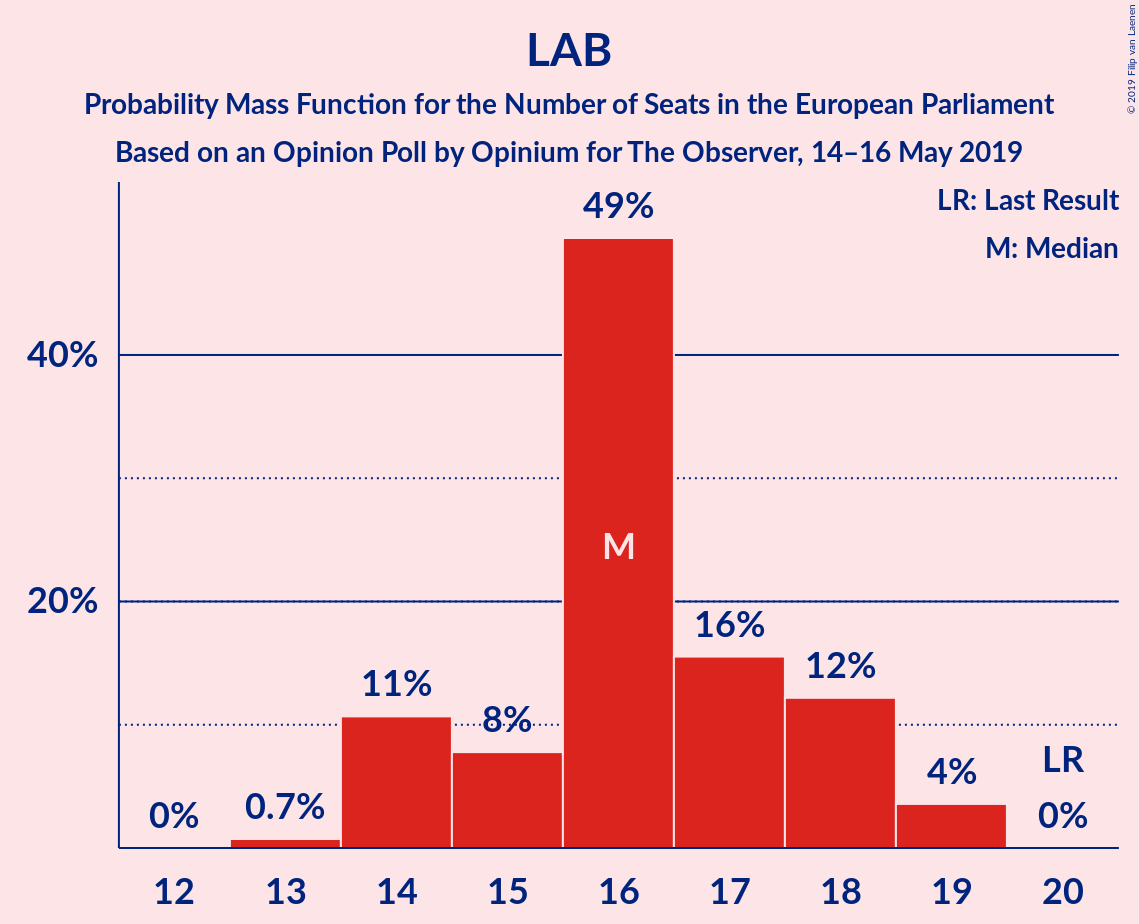 LAB
Probability Mass Function for the Number of Seats in the European Parliament
Based on an Opinion Poll by Opinium for The Observer, 14–16 May 2019
© 2019 Filip van Laenen
LR: Last Result
M: Median
49%
40%
M
20%
16%
12%
11%
8%
LR
4%
0.7%
0%
0%
12 13 14 15 16 17 18 19 20